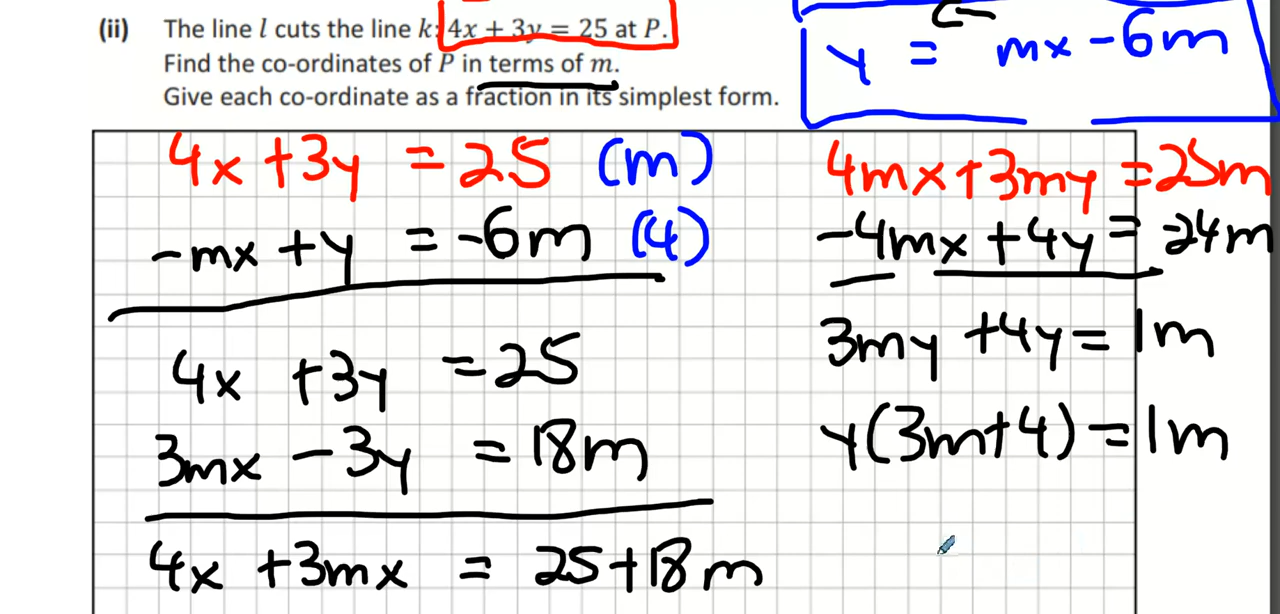 (ii) The line l cuts the line k: 4x + 3y = 25 at P.
Find the co-ordinates of P in terms of m.
Give each co-ordinate as a fraction in its simplest form.
y = mx - 6m
4x + 3y = 25 (m)
-mx + y = -6m (4)
4x + 3y = 25
3mx - 3y = 18m
4x + 3mx = 25 + 18m
4mx + 3my = 25m
-4mx + 4y = -24m
3my + 4y = 1m
y(3m + 4) = 1m